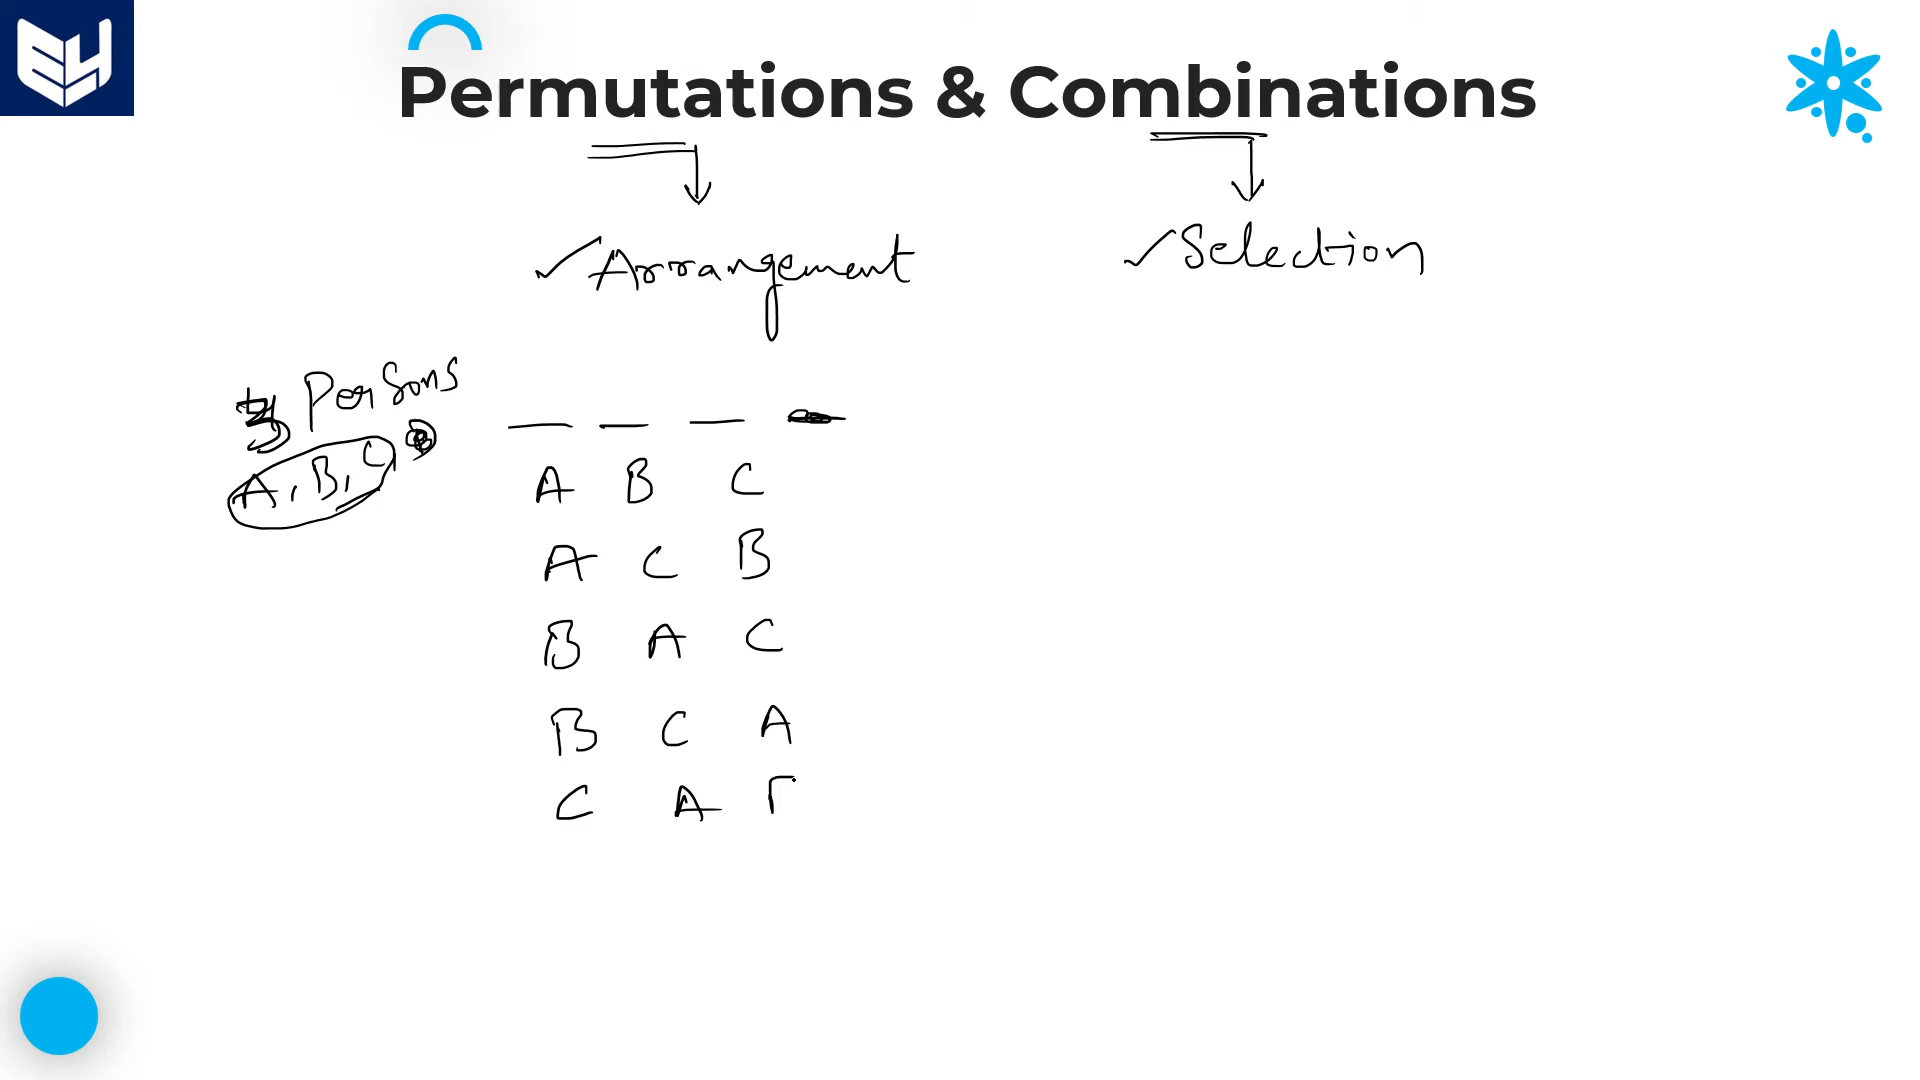 Permutations & Combinations
✓Arrangement
✓Selection
3 Persons
A, B, C
A B C
A C B
B A C
B C A
C A